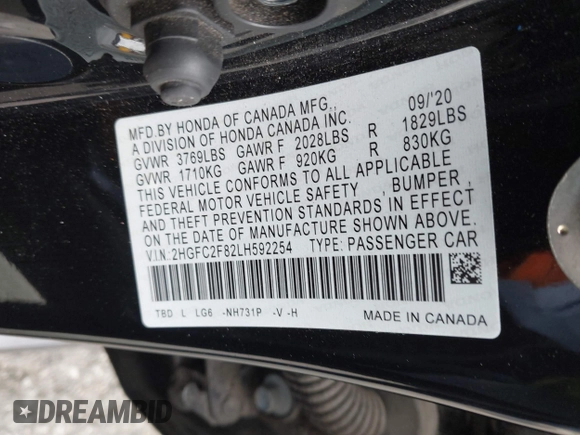 MFD.BY HONDA OF CANADA MFG., 09/'20
A DIVISION OF HONDA CANADA INC.
GVWR 3769LBS GAWR F 2028LBS R 1829LBS
GVWR 1710KG GAWR F 920KG R 830KG
THIS VEHICLE CONFORMS TO ALL APPLICABLE
FEDERAL MOTOR VEHICLE SAFETY , BUMPER ,
AND THEFT PREVENTION STANDARDS IN EFFECT
ON THE DATE OF MANUFACTURE SHOWN ABOVE.
V.I.N:2HGFC2F82LH592254 TYPE: PASSENGER CAR
TBD L LG6 -NH731P -V -H
MADE IN CANADA
DREAMBID